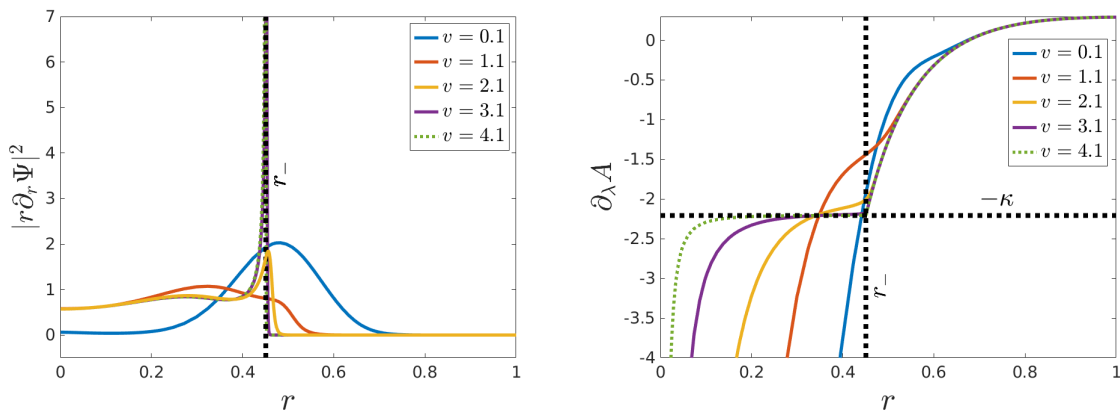 7
6
5
4
3
2
1
0
|r∂ᵣΨ|²
0 0.2 0.4 0.6 0.8 1
r
r₋
v = 0.1
v = 1.1
v = 2.1
v = 3.1
v = 4.1
0
-0.5
-1
-1.5
-2
-2.5
-3
-3.5
-4
∂_λ A
0 0.2 0.4 0.6 0.8 1
r
r₋
−κ
v = 0.1
v = 1.1
v = 2.1
v = 3.1
v = 4.1